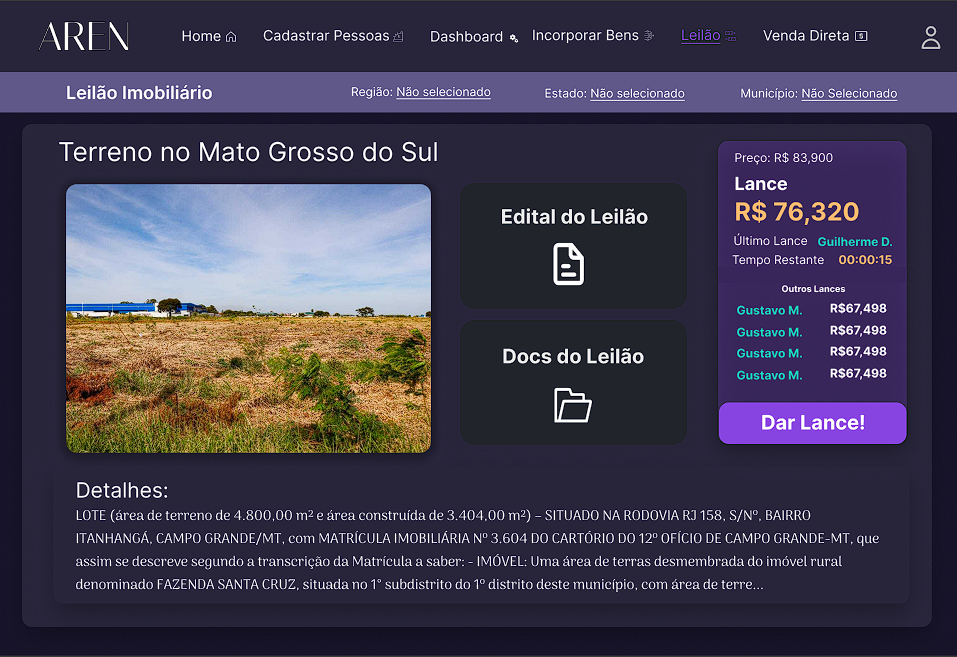 AREN
Home Cadastrar Pessoas Dashboard Incorporar Bens Leilão Venda Direta
Leilão Imobiliário Região: Não selecionado Estado: Não selecionado Município: Não Selecionado
Terreno no Mato Grosso do Sul
Edital do Leilão
Docs do Leilão
Preço: R$ 83,900
Lance
R$ 76,320
Último Lance Guilherme D.
Tempo Restante 00:00:15
Outros Lances
Gustavo M. R$67,498
Gustavo M. R$67,498
Gustavo M. R$67,498
Gustavo M. R$67,498
Dar Lance!
Detalhes:
LOTE (área de terreno de 4.800,00 m² e área construída de 3.404,00 m²) – SITUADO NA RODOVIA RJ 158, S/Nº, BAIRRO
ITANHANGÁ, CAMPO GRANDE/MT, com MATRÍCULA IMOBILIÁRIA Nº 3.604 DO CARTÓRIO DO 12º OFÍCIO DE CAMPO GRANDE-MT, que
assim se descreve segundo a transcrição da Matrícula a saber: - IMÓVEL: Uma área de terras desmembrada do imóvel rural
denominado FAZENDA SANTA CRUZ, situada no 1° subdistrito do 1º distrito deste município, com área de terre...